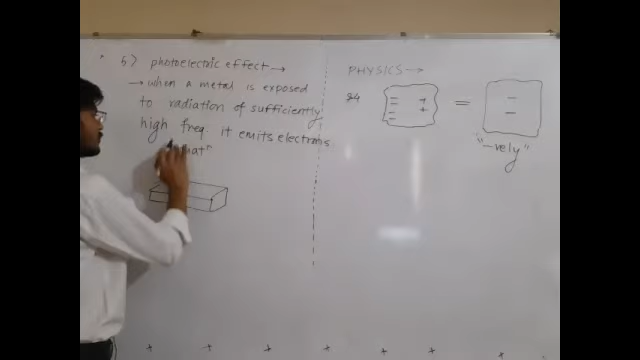 5) photoelectric effect →
→ when a metal is exposed
to radiation of sufficiently
high freq. it emits electrons
PHYSICS →
=
"-vely"